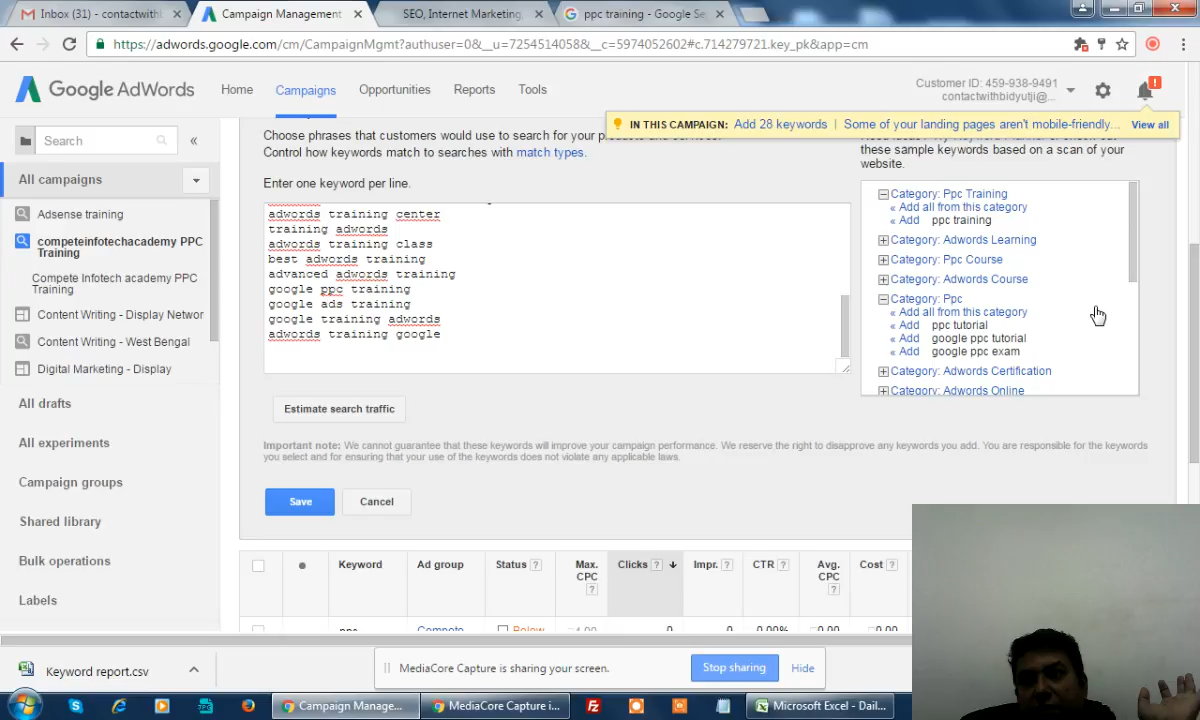 Inbox (31) - contactwithbi
Campaign Management
SEO, Internet Marketing,
ppc training - Google Se
https://adwords.google.com/cm/CampaignMgmt?authuser=0&__u=7254514058&__c=5974052602#c.714279721.key_pk&app=cm
Google AdWords
Home
Campaigns
Opportunities
Reports
Tools
Customer ID: 459-938-9491
contactwithbidyutji@...
IN THIS CAMPAIGN: Add 28 keywords | Some of your landing pages aren't mobile-friendly... View all
Search
«
All campaigns
Adsense training
competeinfotechacademy PPC
Training
Compete Infotech academy PPC
Training
Content Writing - Display Networ
Content Writing - West Bengal
Digital Marketing - Display
All drafts
All experiments
Campaign groups
Shared library
Bulk operations
Labels
Choose phrases that customers would use to search for your
Control how keywords match to searches with match types.
Enter one keyword per line.
adwords training center
training adwords
adwords training class
best adwords training
advanced adwords training
google ppc training
google ads training
google training adwords
adwords training google
these sample keywords based on a scan of your
website.
Category: Ppc Training
« Add all from this category
« Add ppc training
Category: Adwords Learning
Category: Ppc Course
Category: Adwords Course
Category: Ppc
« Add all from this category
« Add ppc tutorial
« Add google ppc tutorial
« Add google ppc exam
Category: Adwords Certification
Category: Adwords Online
Estimate search traffic
Important note: We cannot guarantee that these keywords will improve your campaign performance. We reserve the right to disapprove any keywords you add. You are responsible for the keywords
you select and for ensuring that your use of the keywords does not violate any applicable laws.
Save
Cancel
Keyword
Ad group
Status ?
Max.
CPC
?
Clicks ?
Impr. ?
CTR ?
Avg.
CPC
?
Cost ?
Keyword report.csv
MediaCore Capture is sharing your screen.
Stop sharing
Hide
Campaign Manage...
MediaCore Capture i...
Microsoft Excel - Dail...